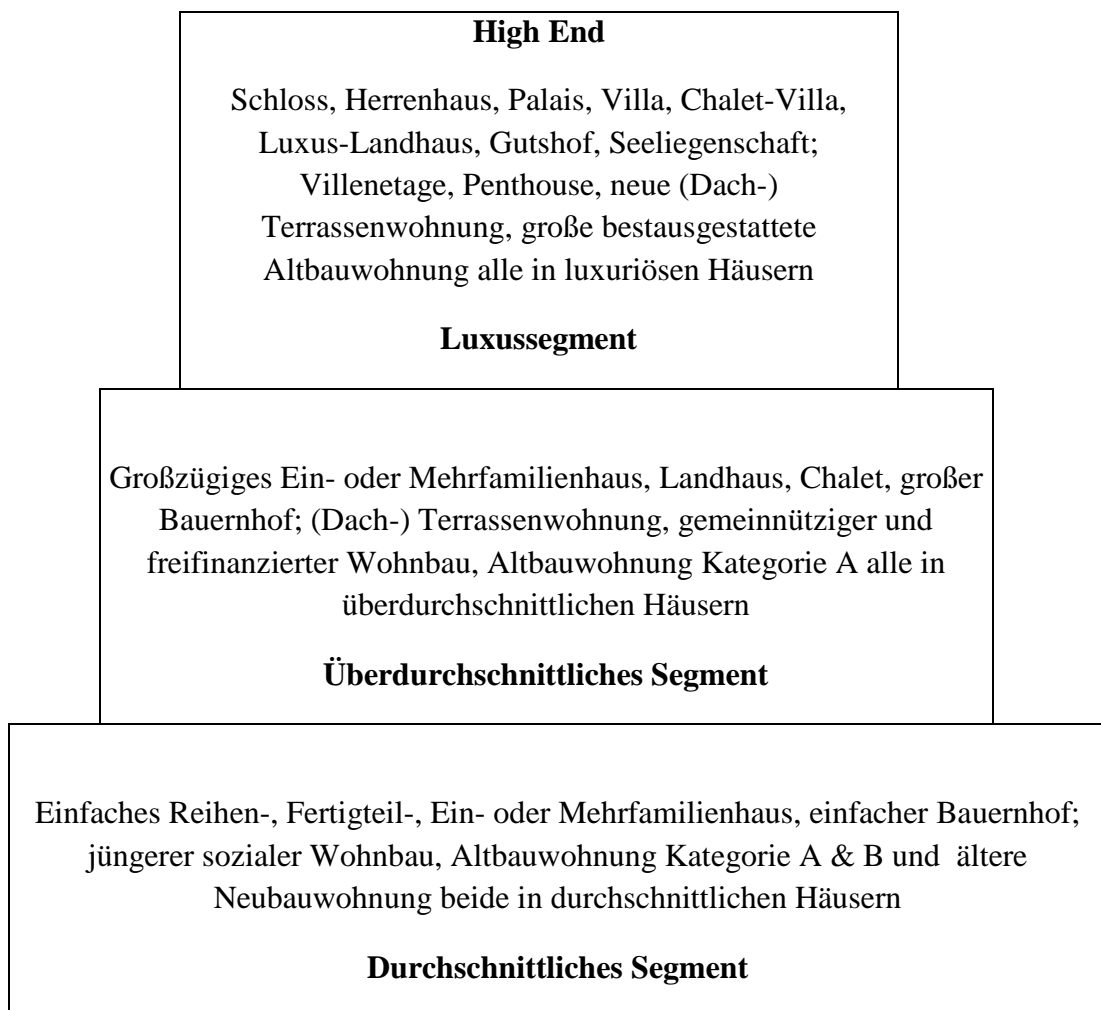 High End
Schloss, Herrenhaus, Palais, Villa, Chalet-Villa,
Luxus-Landhaus, Gutshof, Seeliegenschaft;
Villenetage, Penthouse, neue (Dach-)
Terrassenwohnung, große bestausgestattete
Altbauwohnung alle in luxuriösen Häusern
Luxussegment
Großzügiges Ein- oder Mehrfamilienhaus, Landhaus, Chalet, großer
Bauernhof; (Dach-) Terrassenwohnung, gemeinnütziger und
freifinanzierter Wohnbau, Altbauwohnung Kategorie A alle in
überdurchschnittlichen Häusern
Überdurchschnittliches Segment
Einfaches Reihen-, Fertigteil-, Ein- oder Mehrfamilienhaus, einfacher Bauernhof;
jüngerer sozialer Wohnbau, Altbauwohnung Kategorie A & B und  ältere
Neubauwohnung beide in durchschnittlichen Häusern
Durchschnittliches Segment